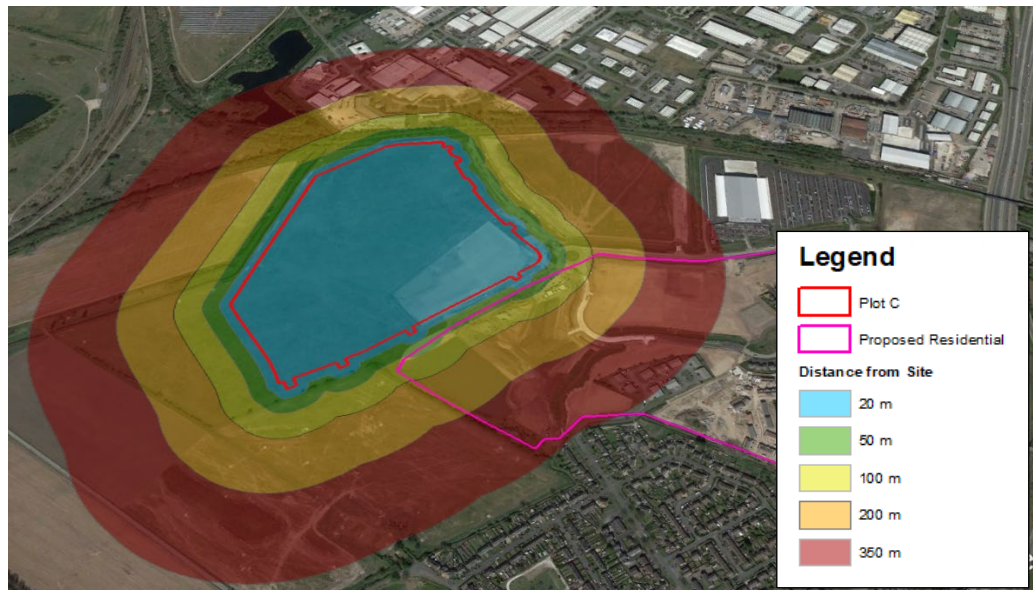 Legend
Plot C
Proposed Residential
Distance from Site
20 m
50 m
100 m
200 m
350 m